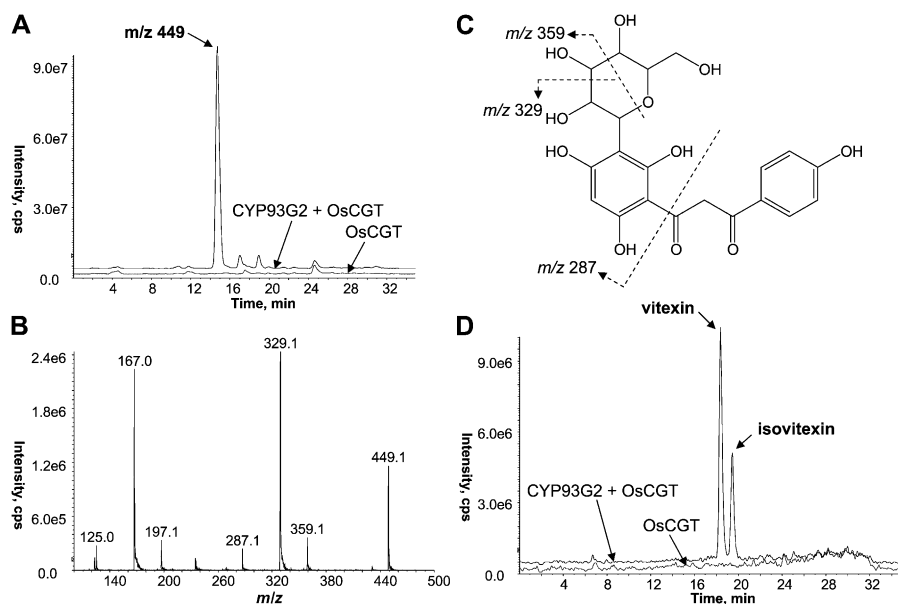 A
m/z 449
9.0e7
6.0e7
3.0e7
0.0
Intensity, cps
CYP93G2 + OsCGT
OsCGT
4 8 12 16 20 24 28 32
Time, min
B
2.4e6
1.8e6
1.2e6
6.0e5
0.0
Intensity, cps
125.0
167.0
197.1
287.1
329.1
359.1
449.1
140 200 260 320 380 440 500
m/z
C
m/z 359
m/z 329
m/z 287
OH
HO
OH
HO
O
HO
HO
OH
OH
OH
O
O
D
vitexin
isovitexin
9.0e6
6.0e6
3.0e6
0.0
Intensity, cps
CYP93G2 + OsCGT
OsCGT
4 8 12 16 20 24 28 32
Time, min